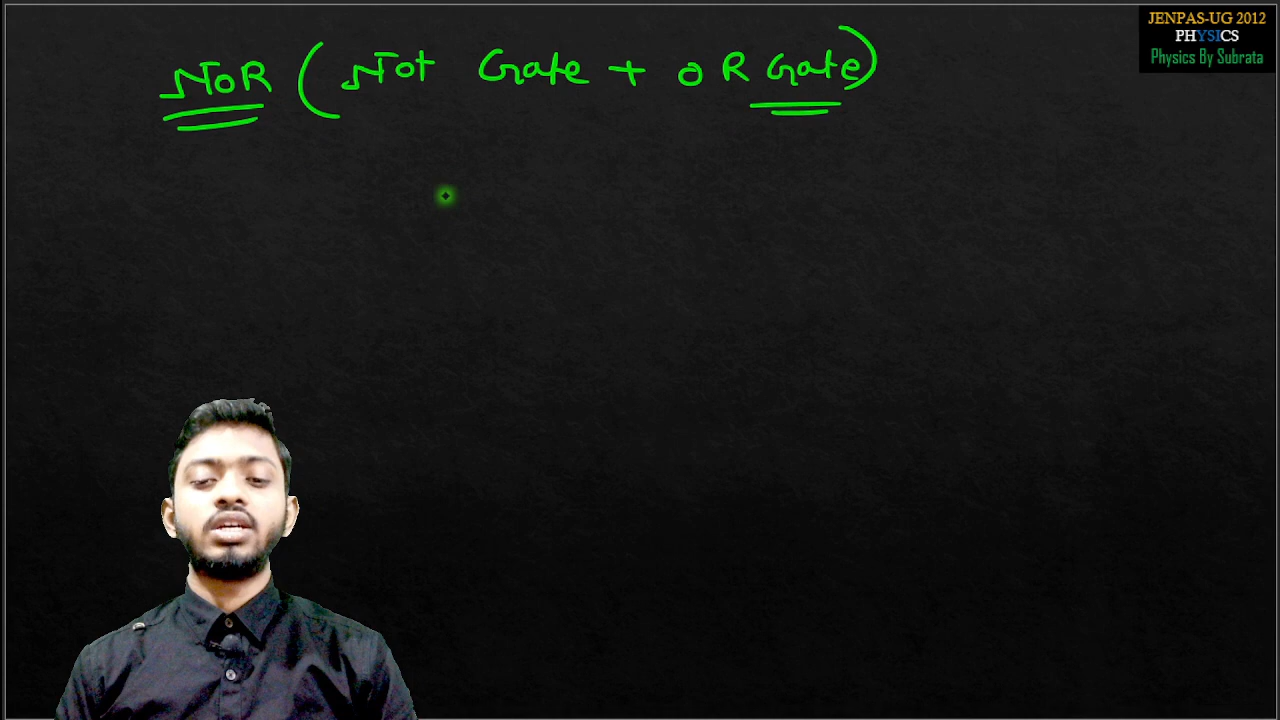 JENPAS-UG 2012
PHYSICS
Physics By Subrata
NOR (Not Gate + OR Gate)